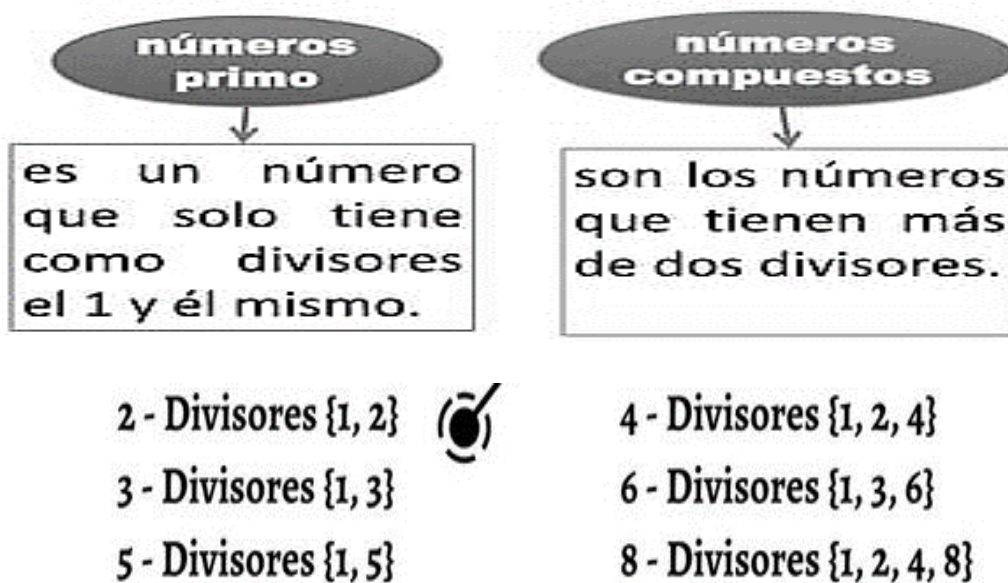 números
primo
es un número
que solo tiene
como divisores
el 1 y él mismo.
números
compuestos
son los números
que tienen más
de dos divisores.
2 - Divisores {1, 2}
3 - Divisores {1, 3}
5 - Divisores {1, 5}
4 - Divisores {1, 2, 4}
6 - Divisores {1, 3, 6}
8 - Divisores {1, 2, 4, 8}